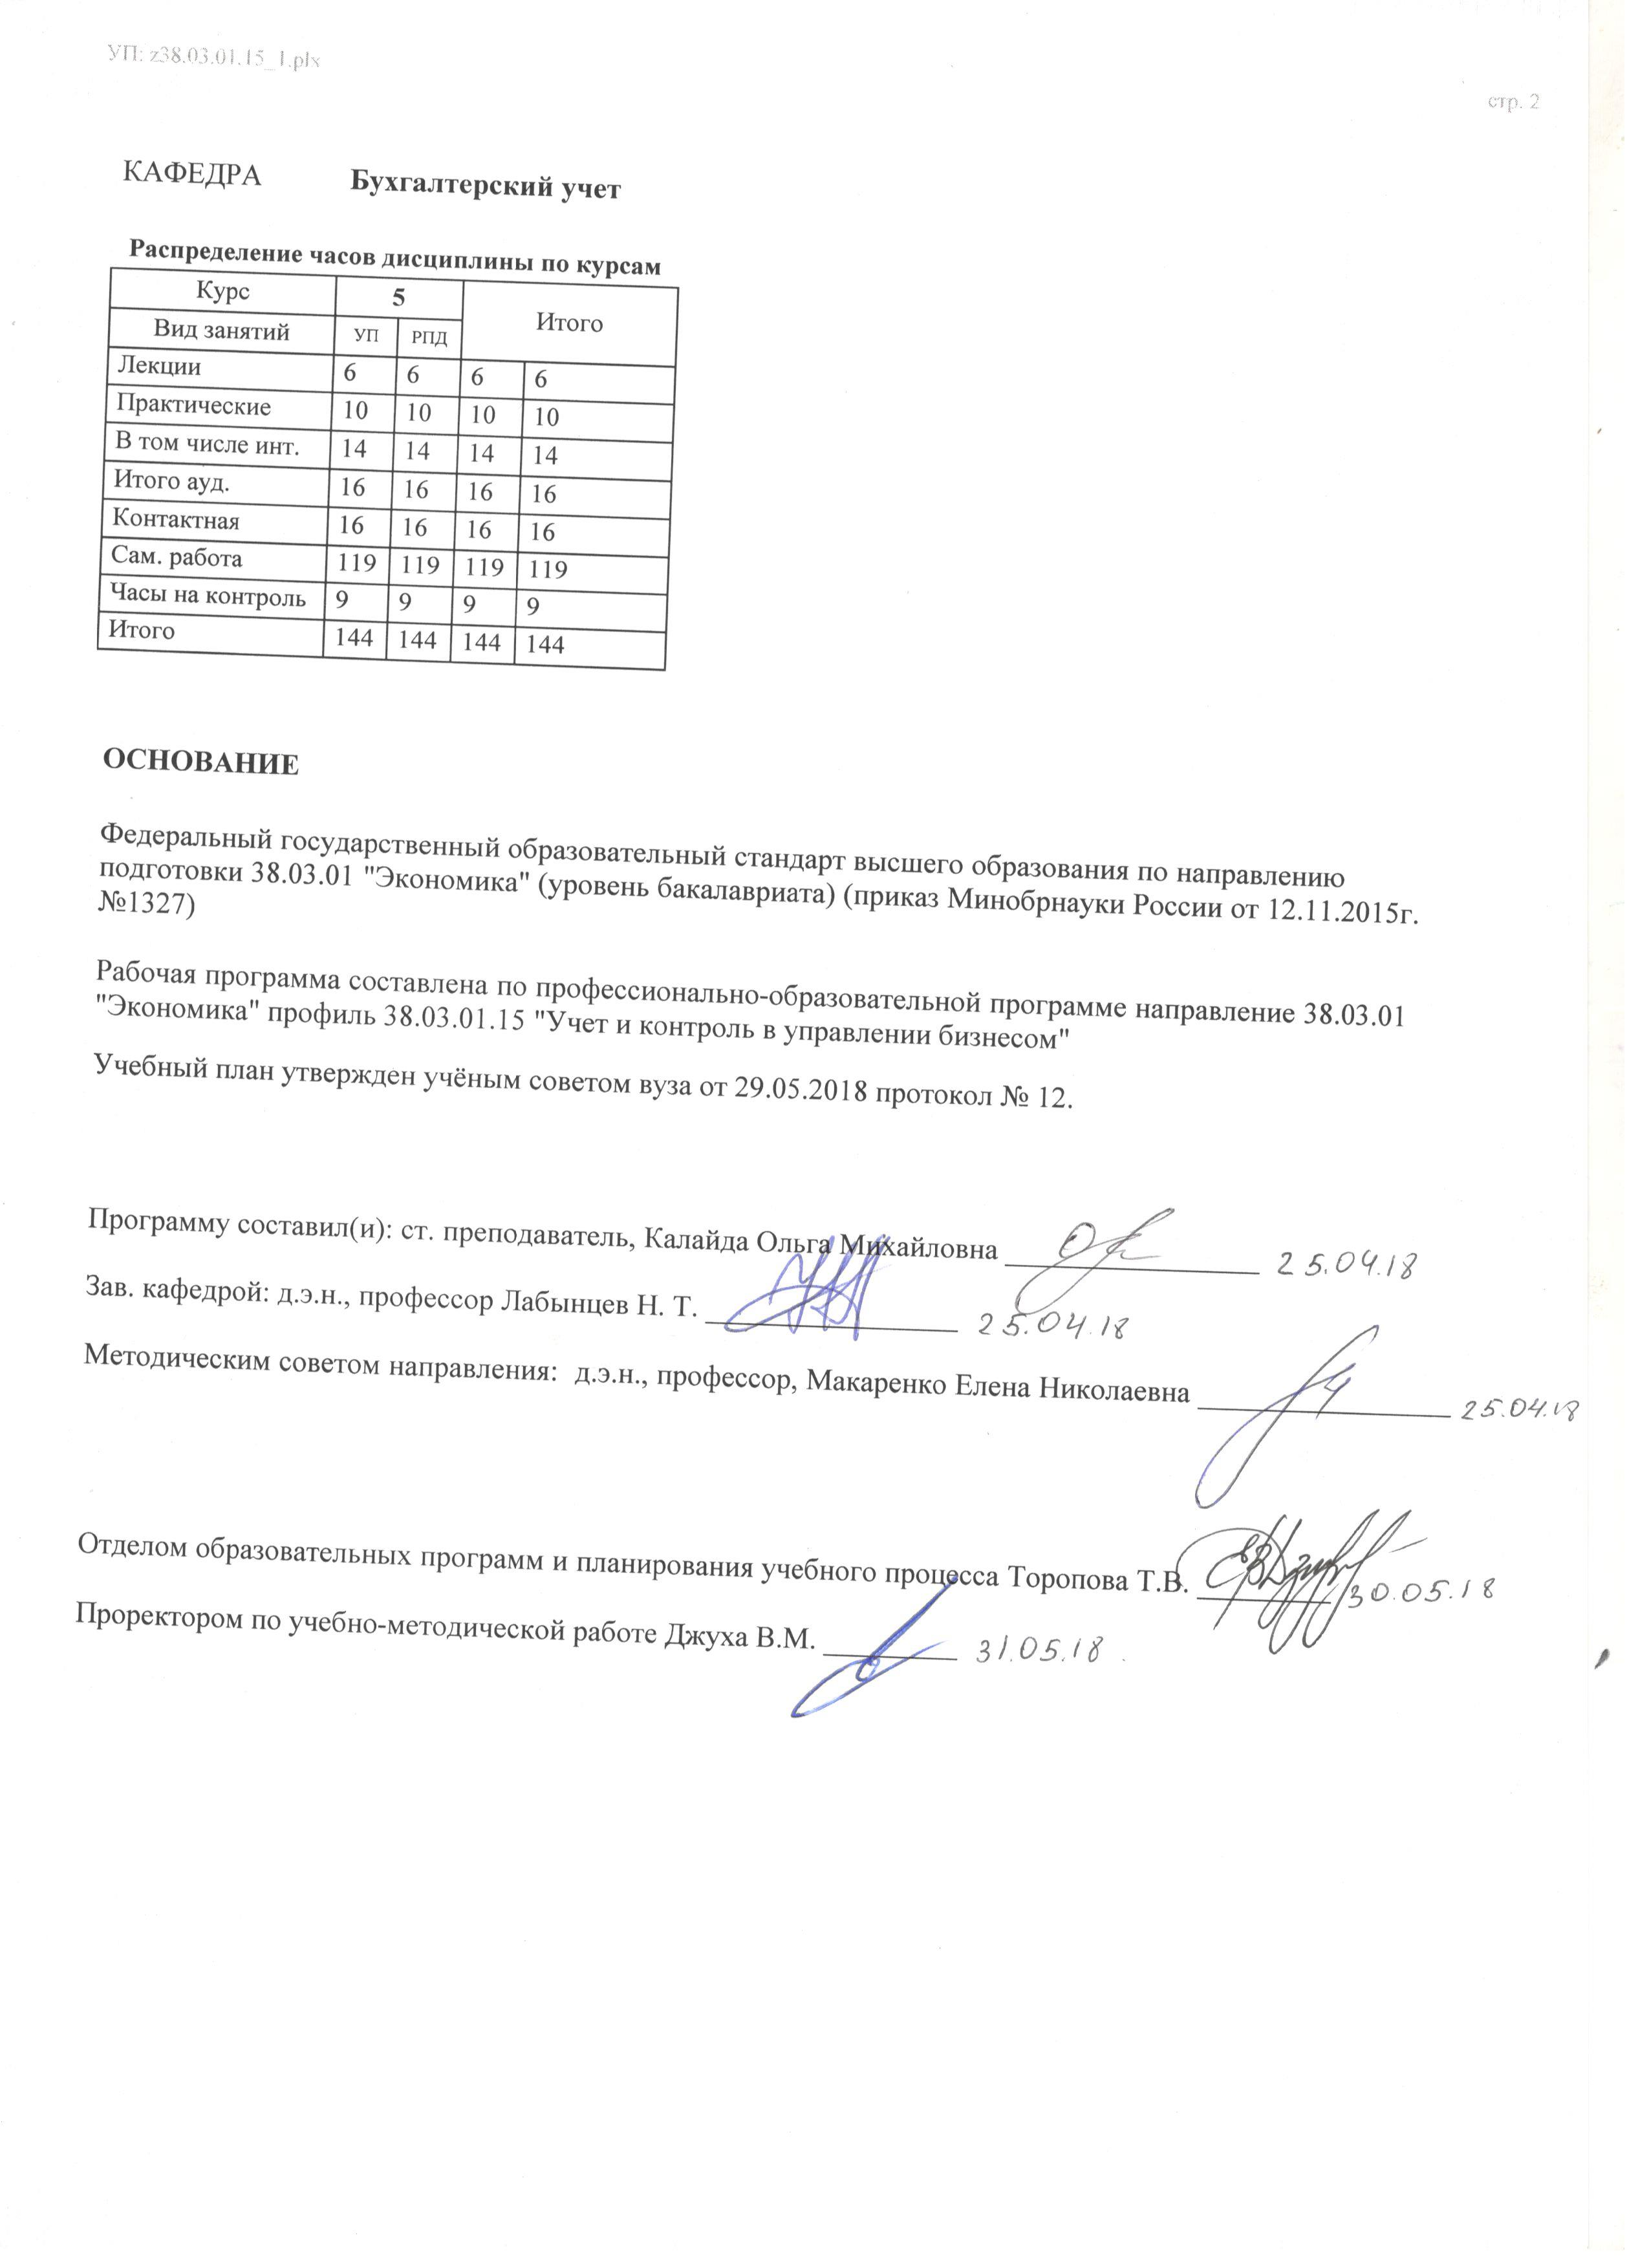 УП: z38.03.01.15_1.plx
стр. 2
КАФЕДРА Бухгалтерский учет
Распределение часов дисциплины по курсам
Курс 5 Итого
Вид занятий УП РПД
Лекции 6 6 6 6
Практические 10 10 10 10
В том числе инт. 14 14 14 14
Итого ауд. 16 16 16 16
Контактная 16 16 16 16
Сам. работа 119 119 119 119
Часы на контроль 9 9 9 9
Итого 144 144 144 144
ОСНОВАНИЕ
Федеральный государственный образовательный стандарт высшего образования по направлению
подготовки 38.03.01 "Экономика" (уровень бакалавриата) (приказ Минобрнауки России от 12.11.2015г.
№1327)
Рабочая программа составлена по профессионально-образовательной программе направление 38.03.01
"Экономика" профиль 38.03.01.15 "Учет и контроль в управлении бизнесом"
Учебный план утвержден учёным советом вуза от 29.05.2018 протокол № 12.
Программу составил(и): ст. преподаватель, Калайда Ольга Михайловна 25.04.18
Зав. кафедрой: д.э.н., профессор Лабынцев Н. Т. 25.04.18
Методическим советом направления: д.э.н., профессор, Макаренко Елена Николаевна 25.04.18
Отделом образовательных программ и планирования учебного процесса Торопова Т.В. 30.05.18
Проректором по учебно-методической работе Джуха В.М. 31.05.18